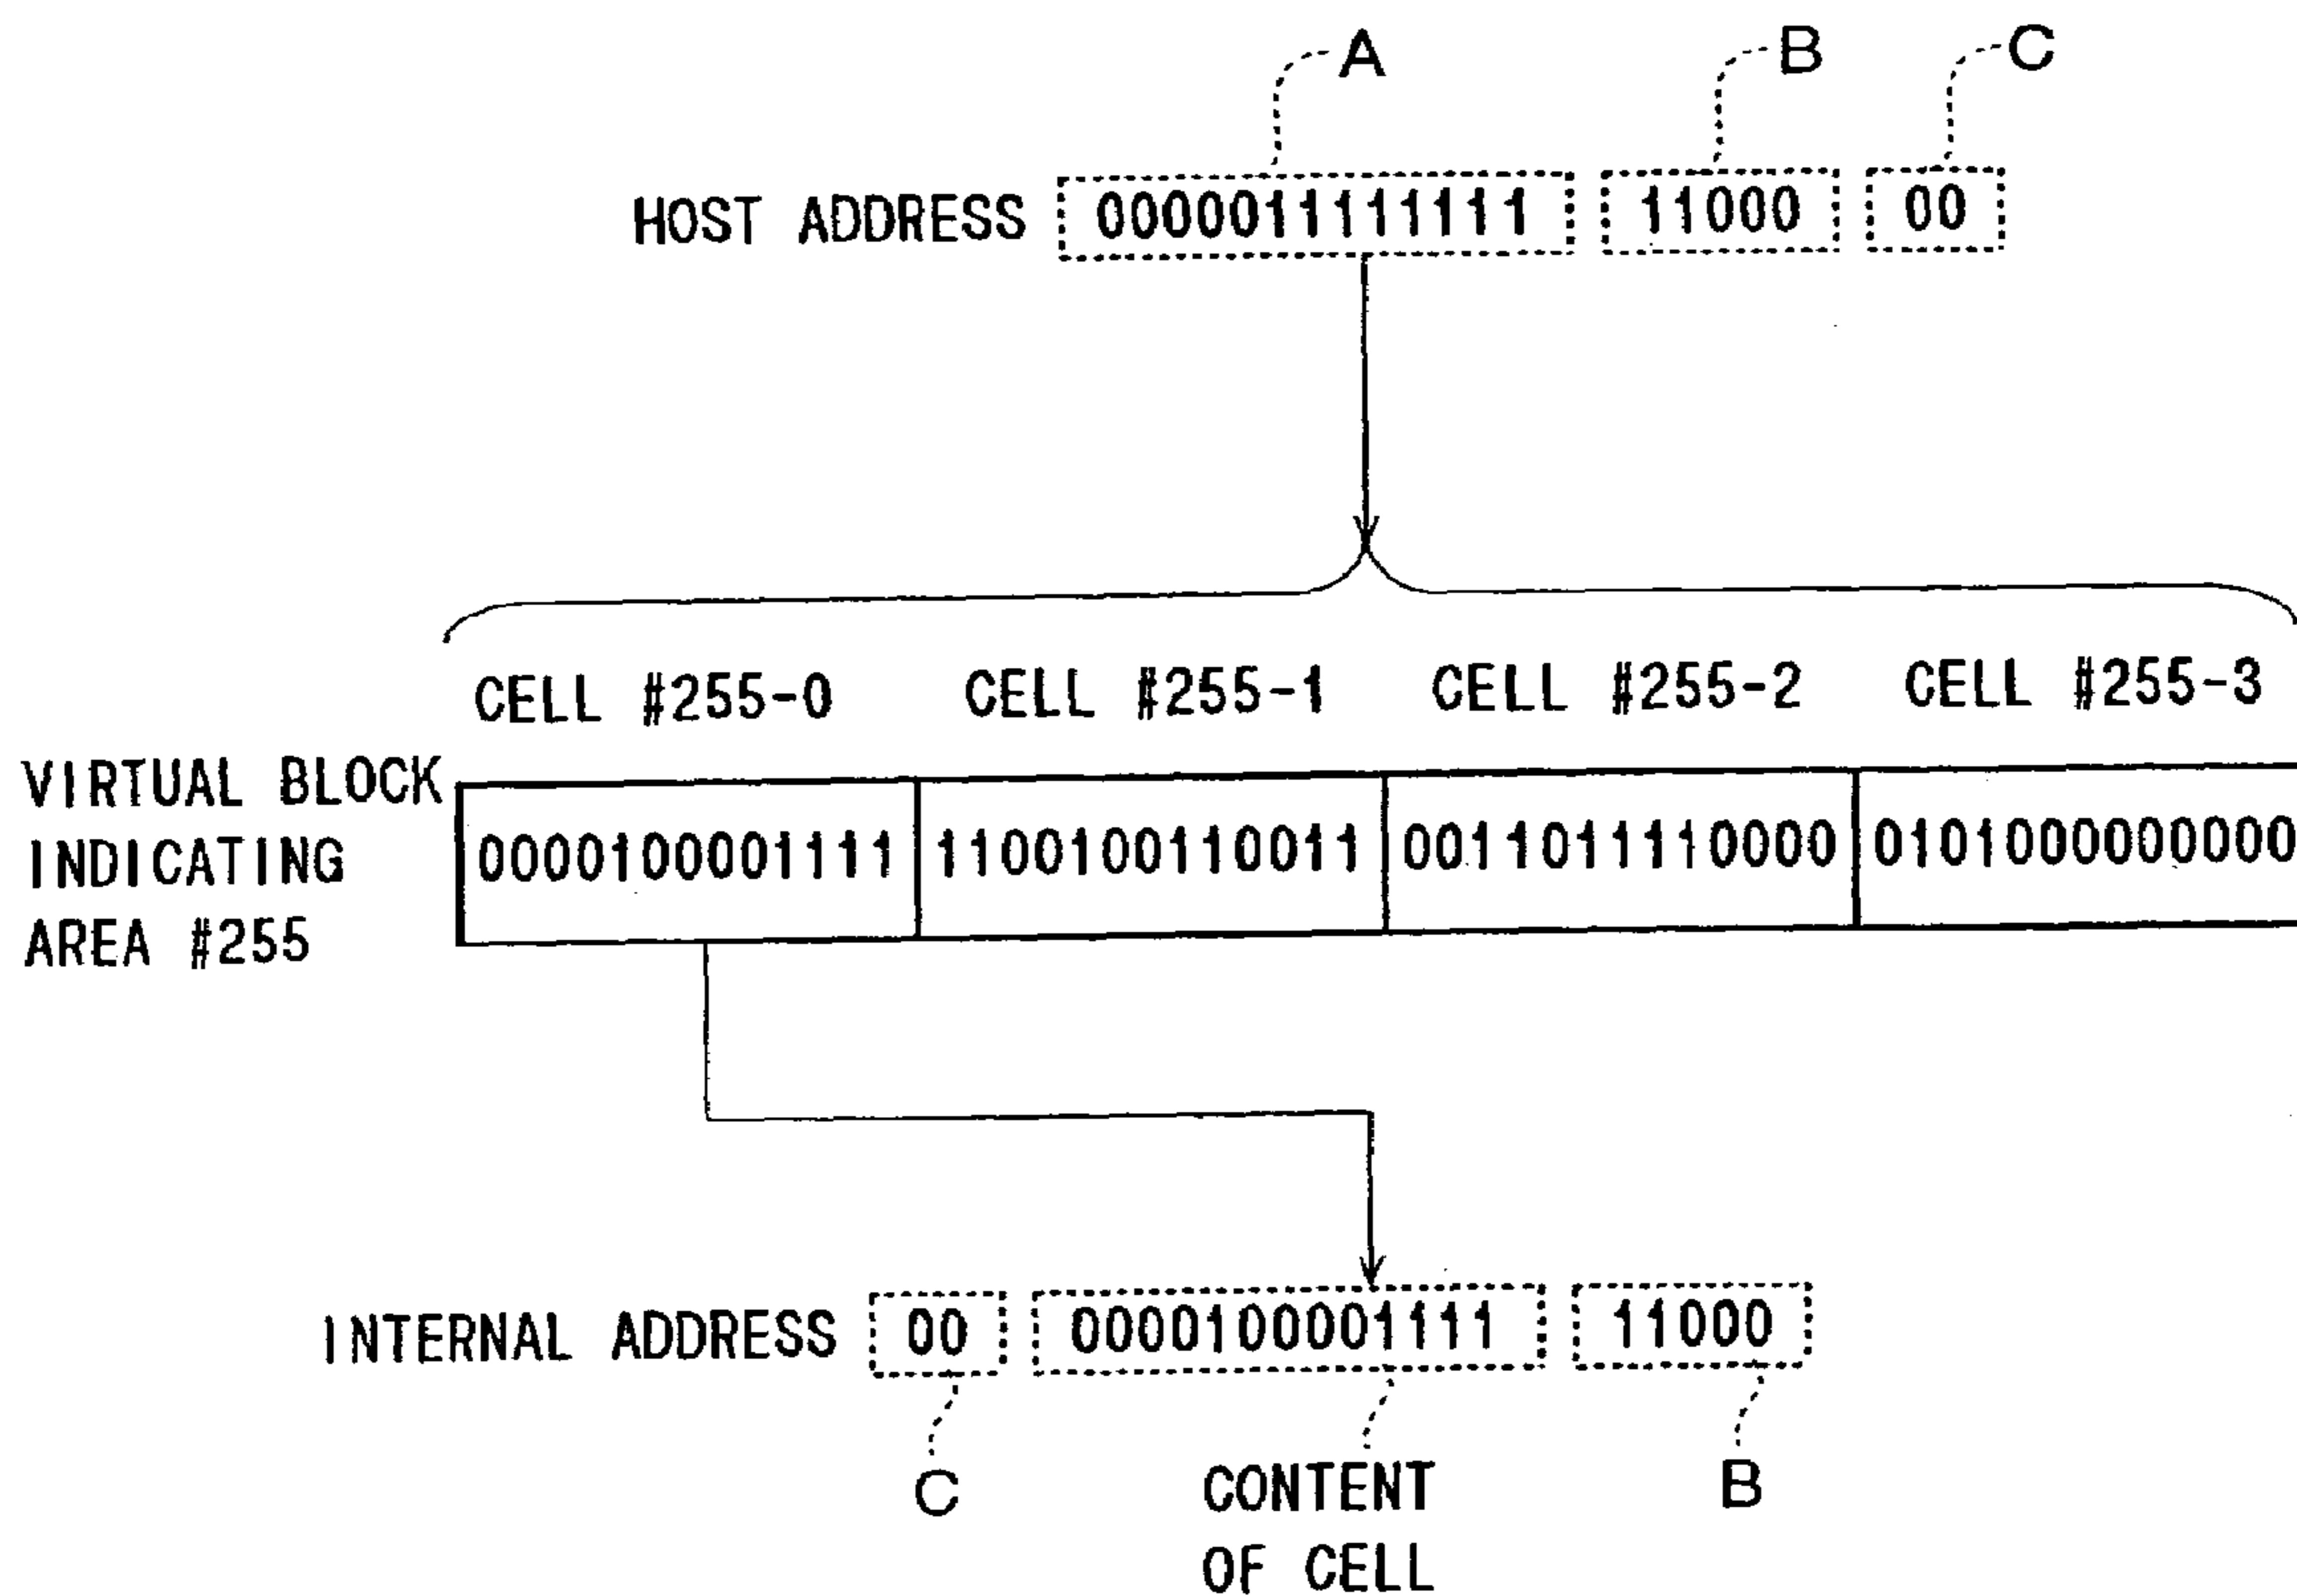 A B C
HOST ADDRESS 0000011111111 11000 00
CELL #255-0 CELL #255-1 CELL #255-2 CELL #255-3
VIRTUAL BLOCK
INDICATING
AREA #255
0000100001111 1100100110011 0011011110000 0101000000000
INTERNAL ADDRESS 00 0000100001111 11000
C CONTENT B
OF CELL